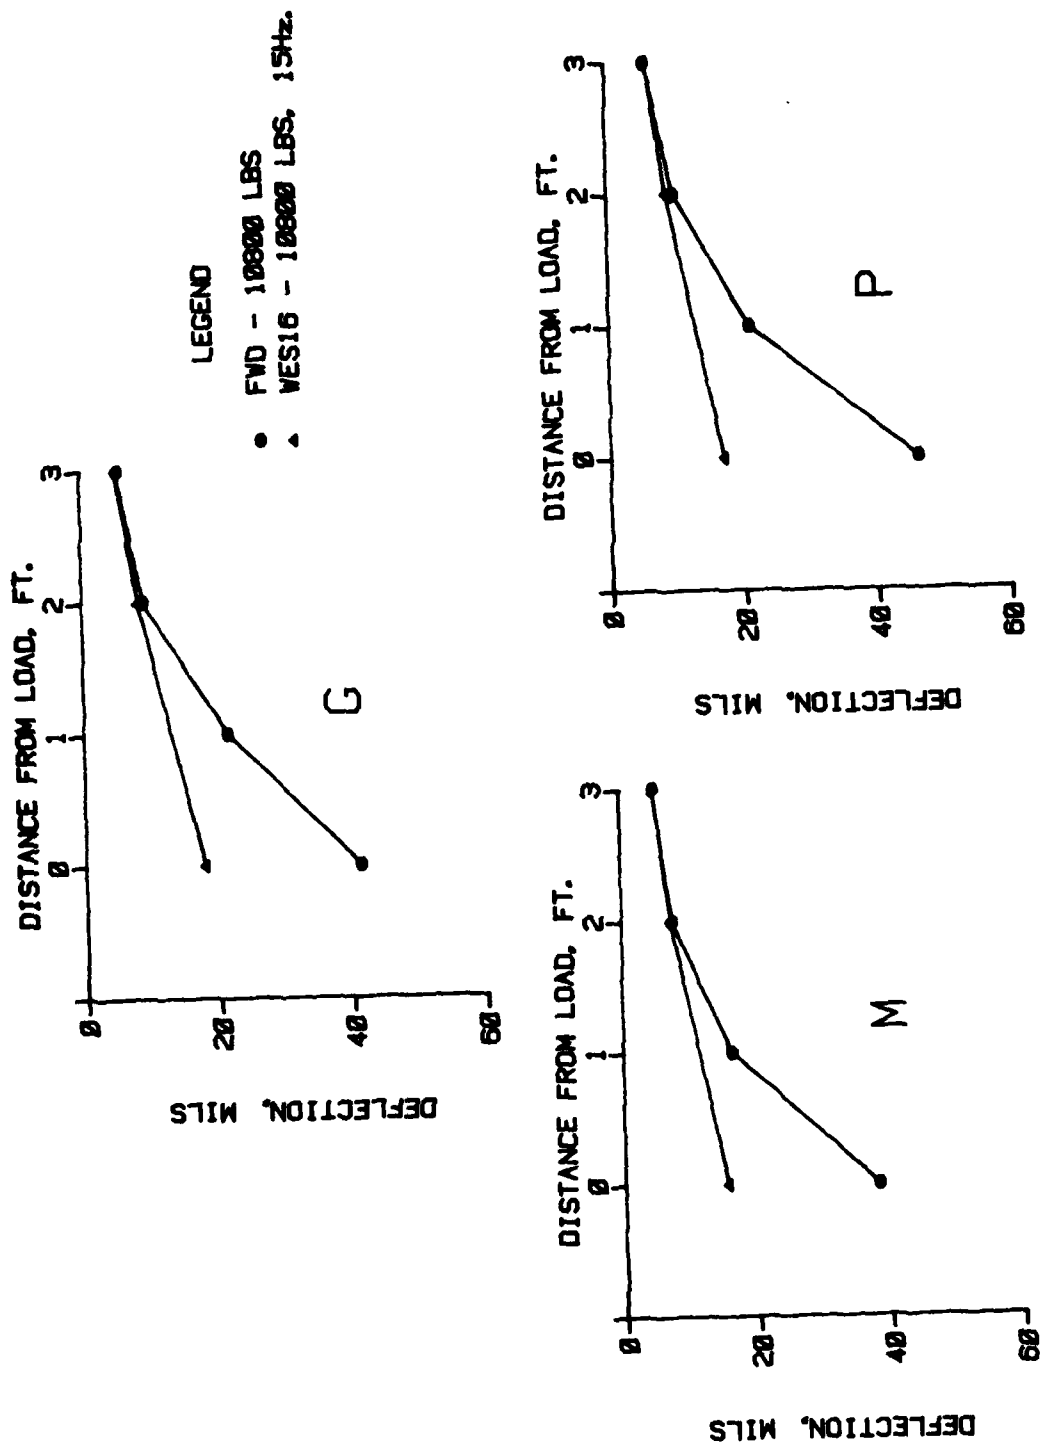 DISTANCE FROM LOAD, FT.
0 1 2 3
0
20
40
60
DEFLECTION, MILS
G
LEGEND
FWD - 10800 LBS
WES16 - 10800 LBS, 15Hz.
DISTANCE FROM LOAD, FT.
0 1 2 3
0
20
40
60
DEFLECTION, MILS
M
DISTANCE FROM LOAD, FT.
0 1 2 3
0
20
40
60
DEFLECTION, MILS
P